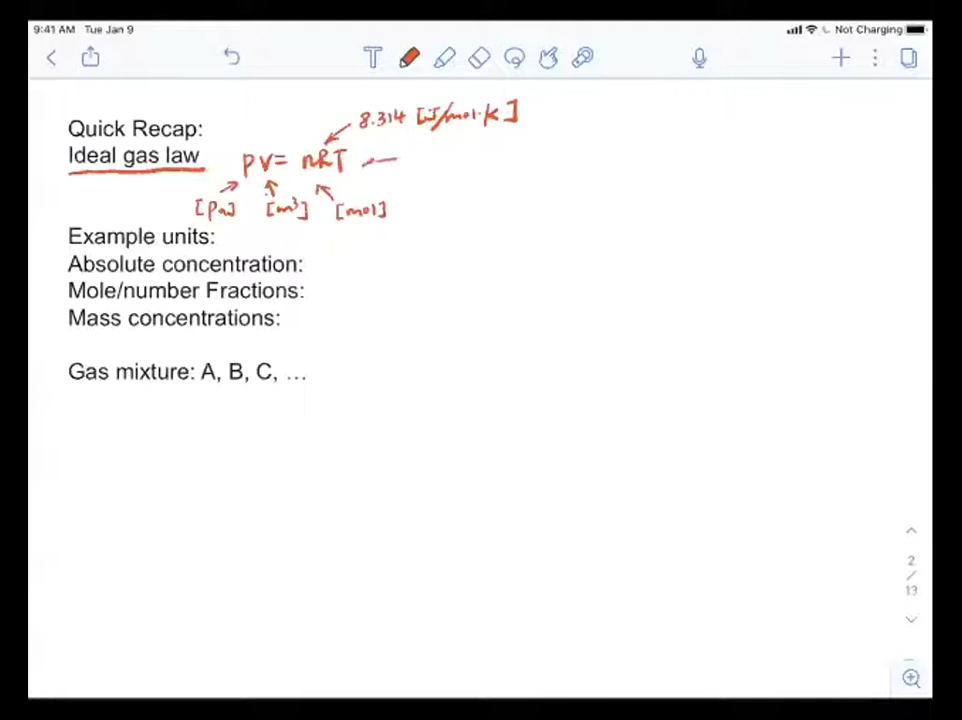 9:41 AM Tue Jan 9
Not Charging
T
8.314 [J/mol·K]
Quick Recap:
Ideal gas law PV= nRT
[Pa] [m³] [mol]
Example units:
Absolute concentration:
Mole/number Fractions:
Mass concentrations:
Gas mixture: A, B, C, …
2
/
13